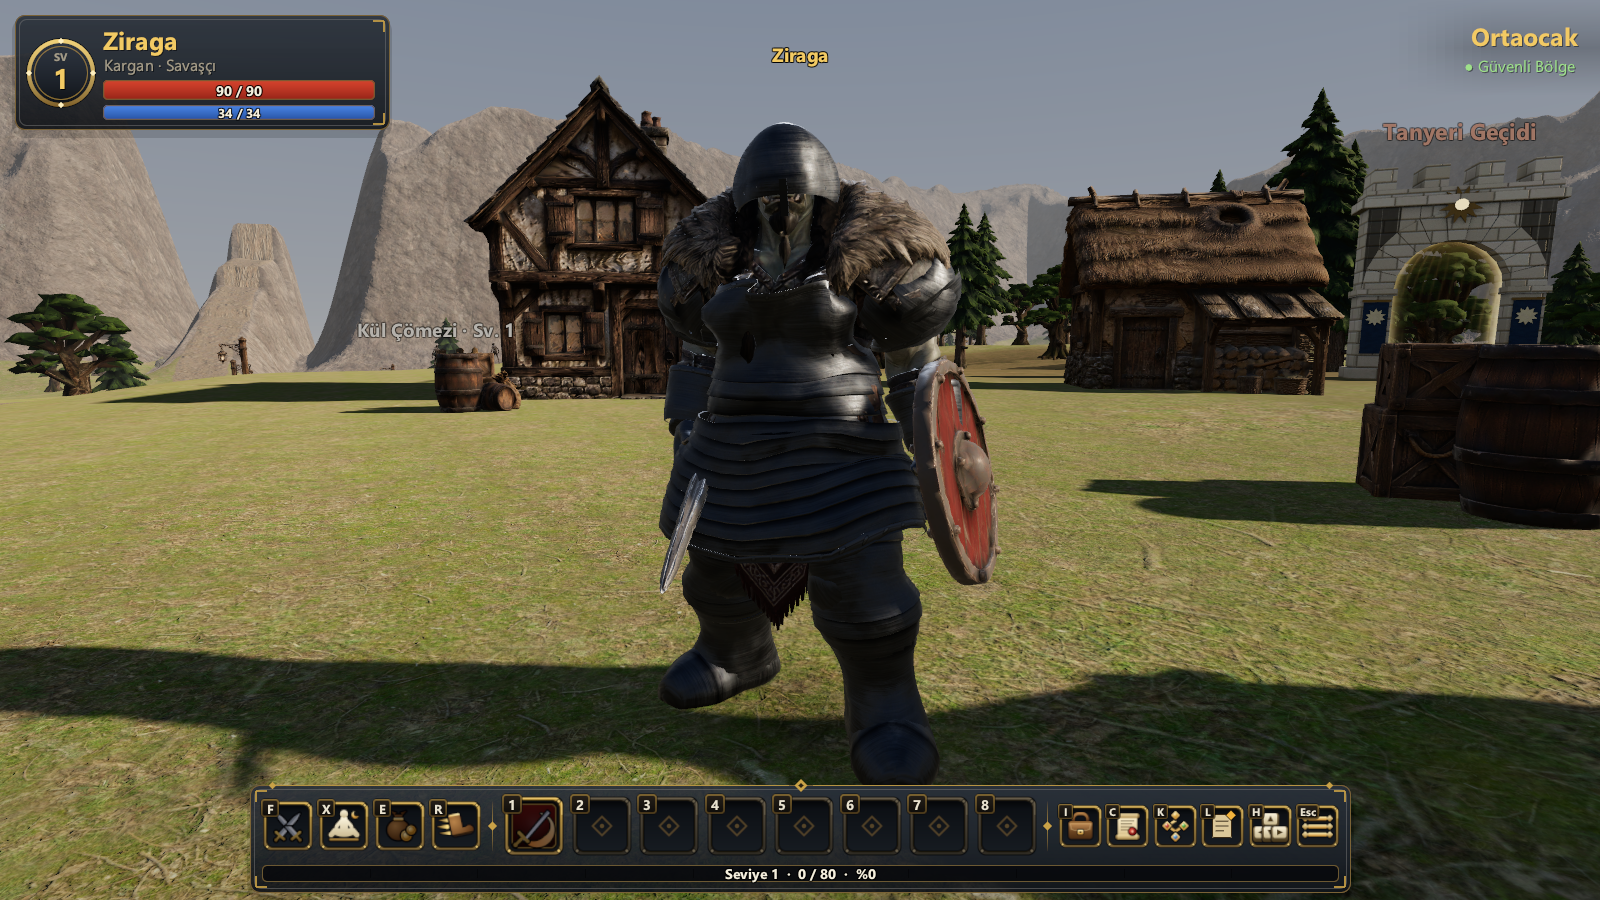 Ziraga
SV
1
Kargan · Savaşçı
90 / 90
34 / 34
Ziraga
Ortaocak
Güvenli Bölge
Tanyeri Geçidi
Kül Çömezi · Sv. 1
F X E R 1 2 3 4 5 6 7 8 I C K L H Esc
Seviye 1 · 0 / 80 · %0